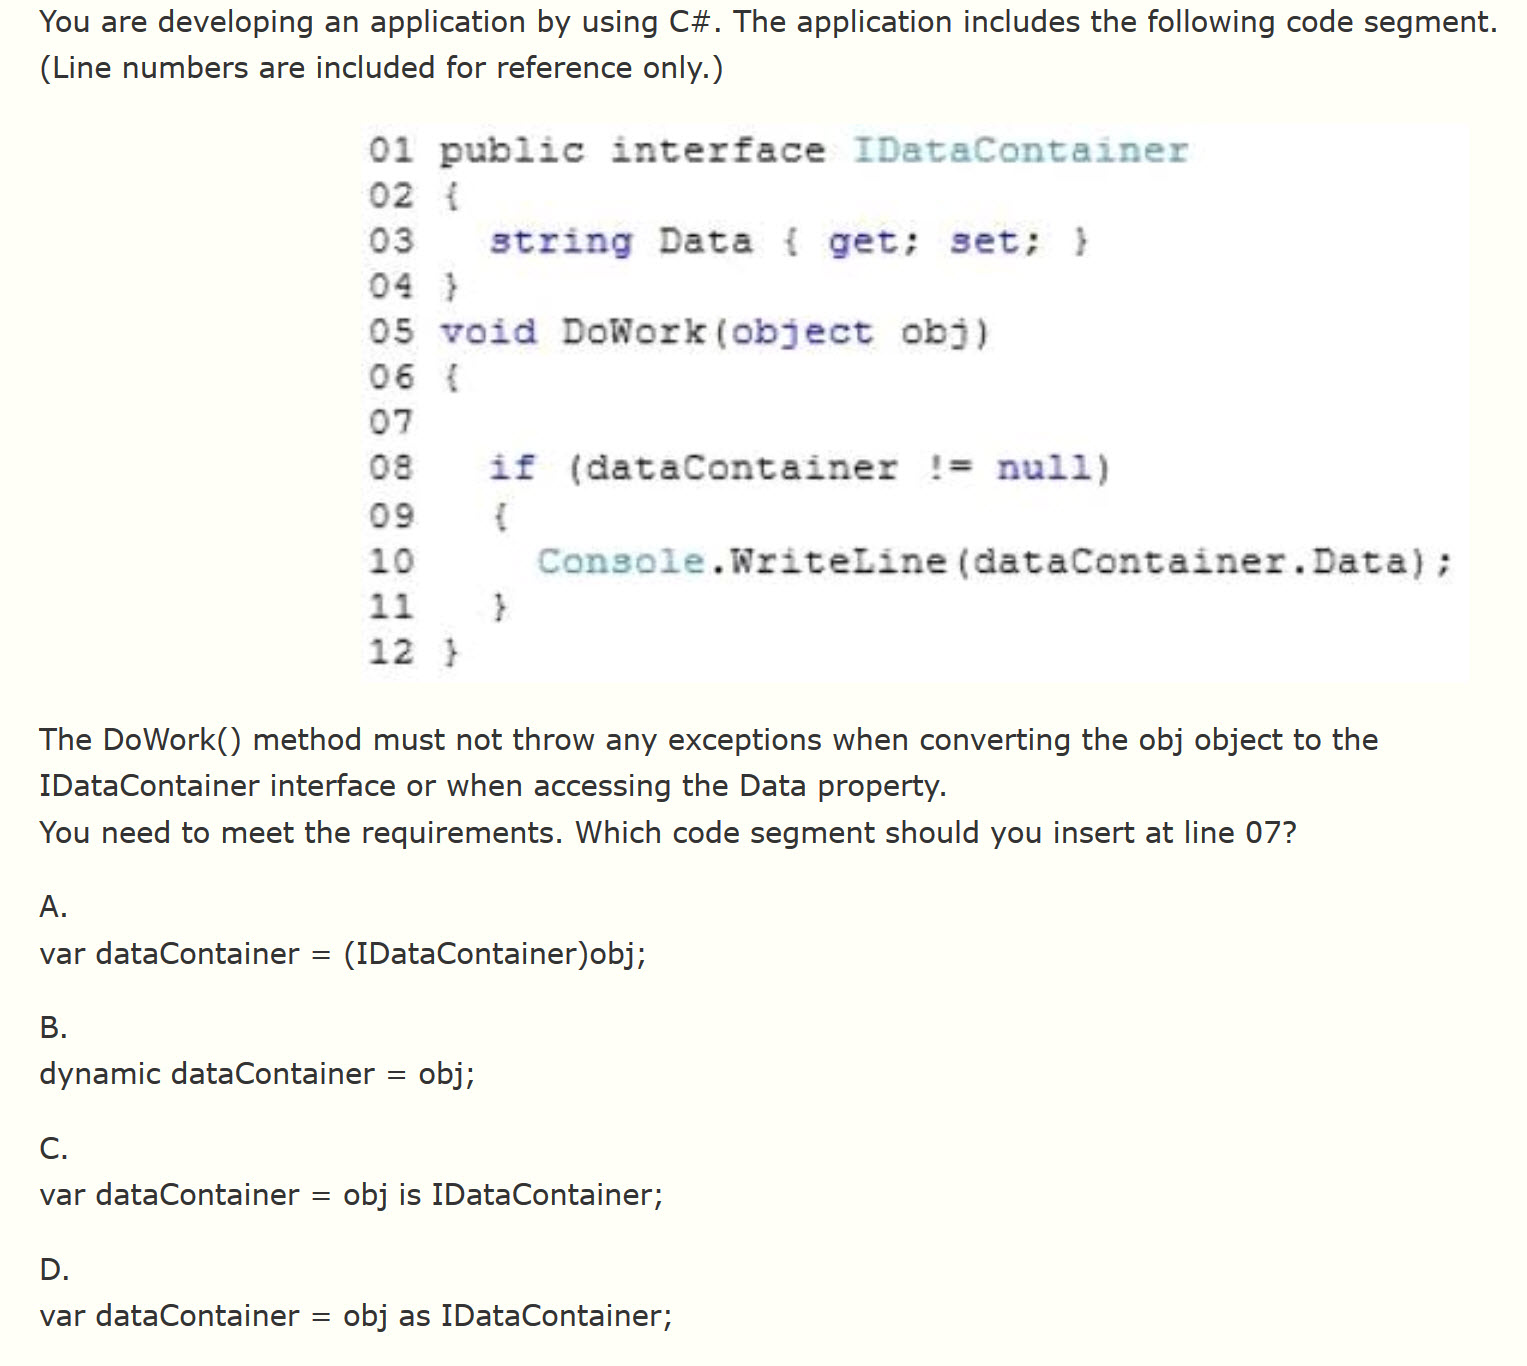 You are developing an application by using C#. The application includes the following code segment.
(Line numbers are included for reference only.)
01 public interface IDataContainer
02 {
03 string Data { get; set; }
04 }
05 void DoWork(object obj)
06 {
07
08 if (dataContainer != null)
09 {
10 Console.WriteLine(dataContainer.Data);
11 }
12 }
The DoWork() method must not throw any exceptions when converting the obj object to the
IDataContainer interface or when accessing the Data property.
You need to meet the requirements. Which code segment should you insert at line 07?
A.
var dataContainer = (IDataContainer)obj;
B.
dynamic dataContainer = obj;
C.
var dataContainer = obj is IDataContainer;
D.
var dataContainer = obj as IDataContainer;